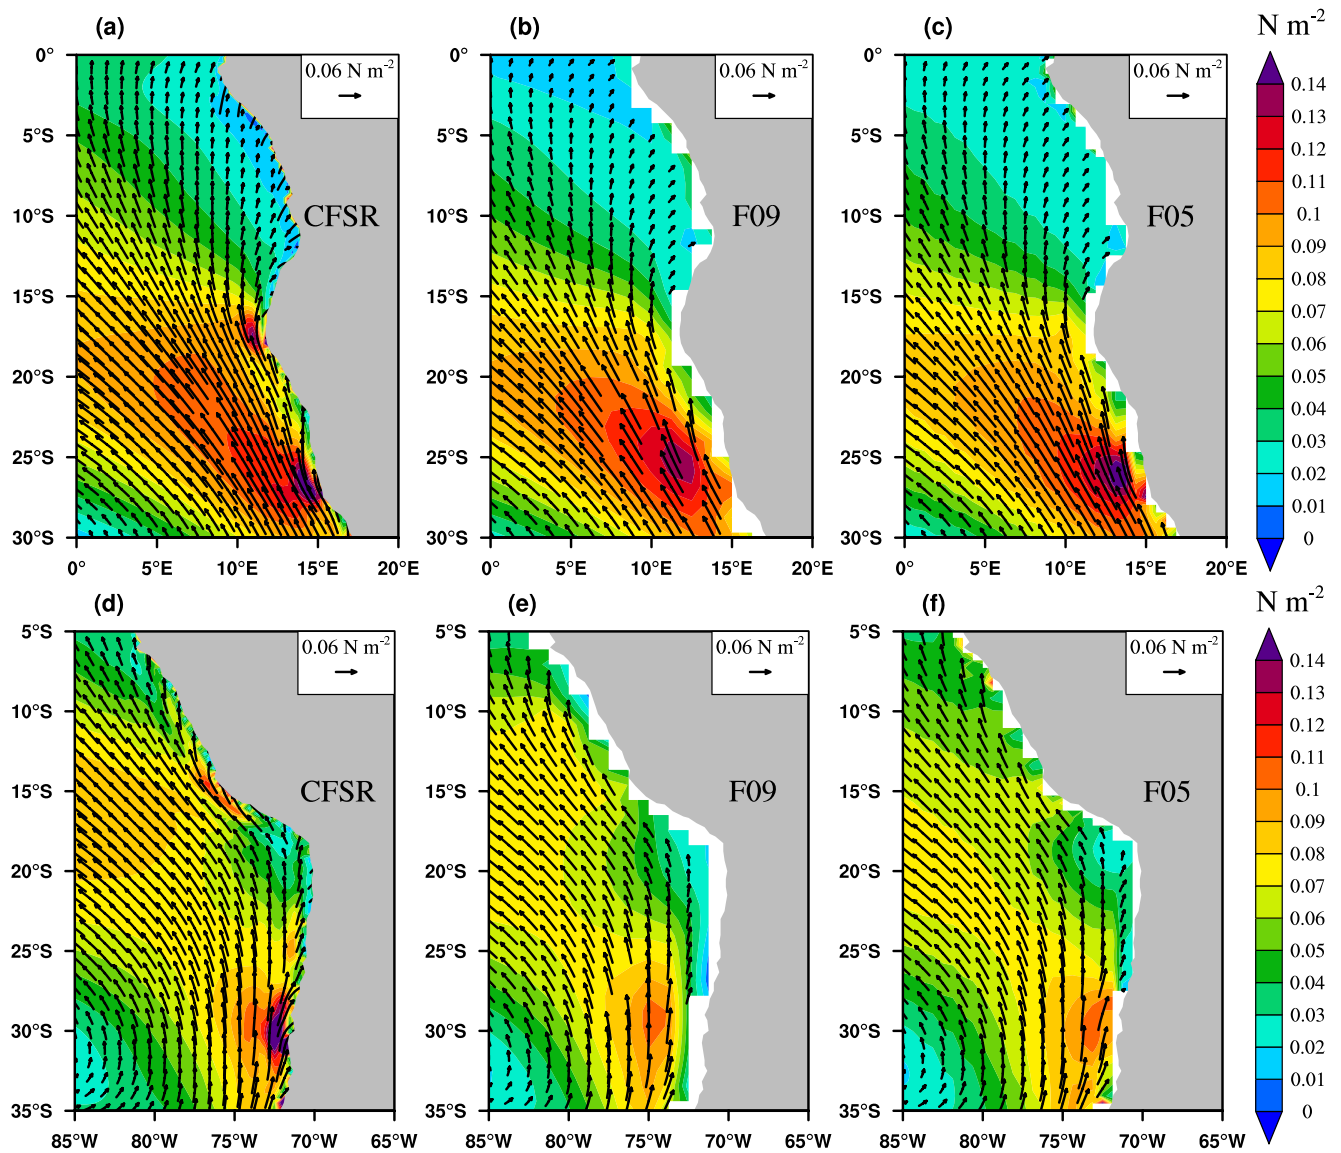 (a)
(b)
(c)
N m-2
0°
5°S
10°S
15°S
20°S
25°S
30°S
0.06 N m-2
CFSR
0°
5°E
10°E
15°E
20°E
0°
5°S
10°S
15°S
20°S
25°S
30°S
0.06 N m-2
F09
0°
5°E
10°E
15°E
20°E
0°
5°S
10°S
15°S
20°S
25°S
30°S
0.06 N m-2
F05
0°
5°E
10°E
15°E
20°E
0.14
0.13
0.12
0.11
0.1
0.09
0.08
0.07
0.06
0.05
0.04
0.03
0.02
0.01
0
(d)
(e)
(f)
N m-2
5°S
10°S
15°S
20°S
25°S
30°S
35°S
0.06 N m-2
CFSR
85°W
80°W
75°W
70°W
65°W
5°S
10°S
15°S
20°S
25°S
30°S
35°S
0.06 N m-2
F09
85°W
80°W
75°W
70°W
65°W
5°S
10°S
15°S
20°S
25°S
30°S
35°S
0.06 N m-2
F05
85°W
80°W
75°W
70°W
65°W
0.14
0.13
0.12
0.11
0.1
0.09
0.08
0.07
0.06
0.05
0.04
0.03
0.02
0.01
0